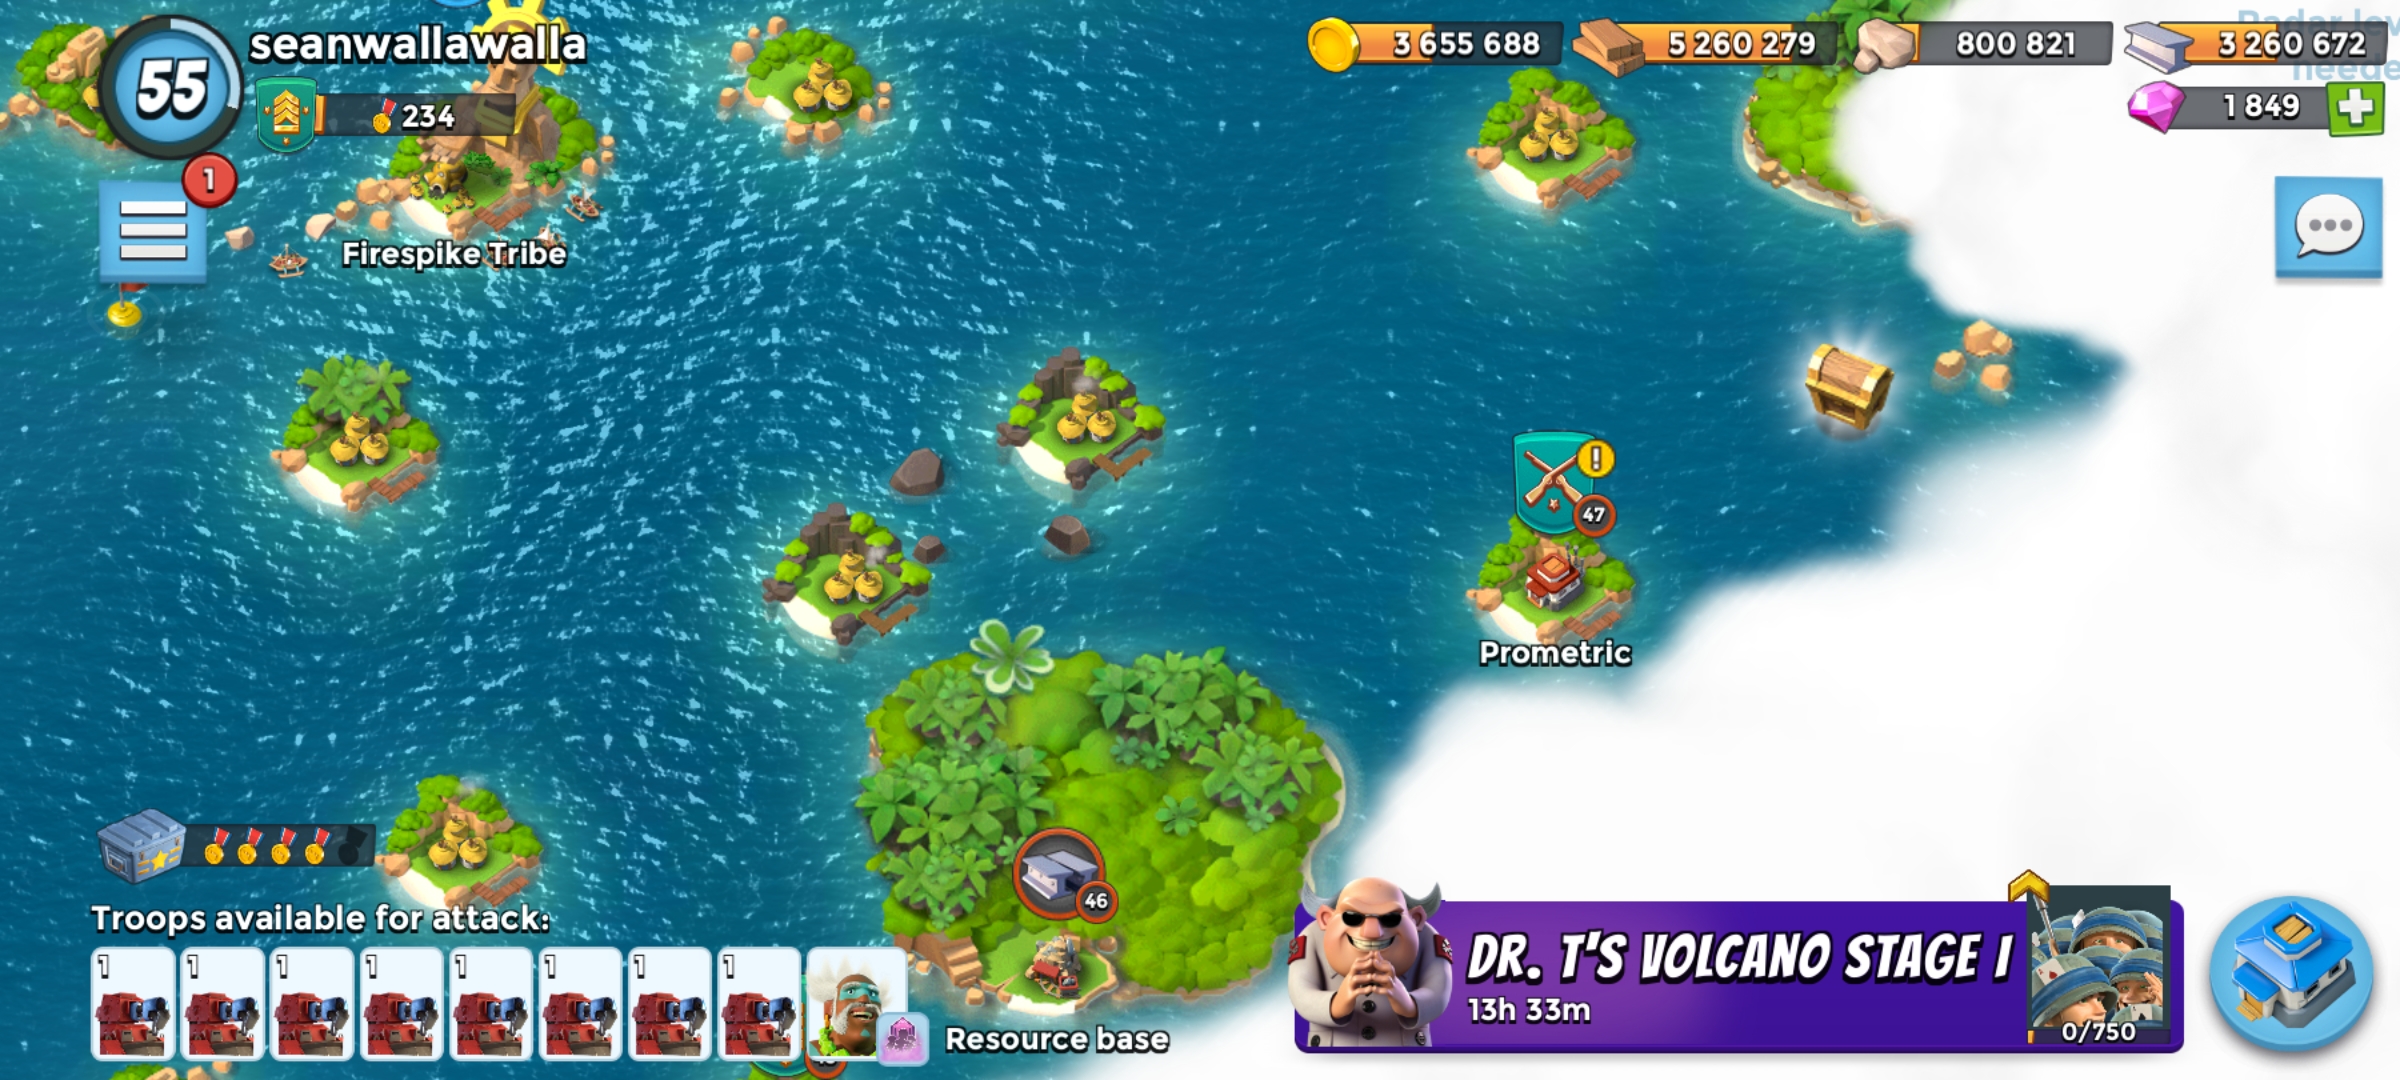 55
seanwallawalla
234
3 655 688
5 260 279
800 821
3 260 672
1 849
1
Firespike Tribe
!
47
Prometric
46
Troops available for attack:
1
1
1
1
1
1
1
1
Resource base
DR. T'S VOLCANO STAGE I
13h 33m
0/750